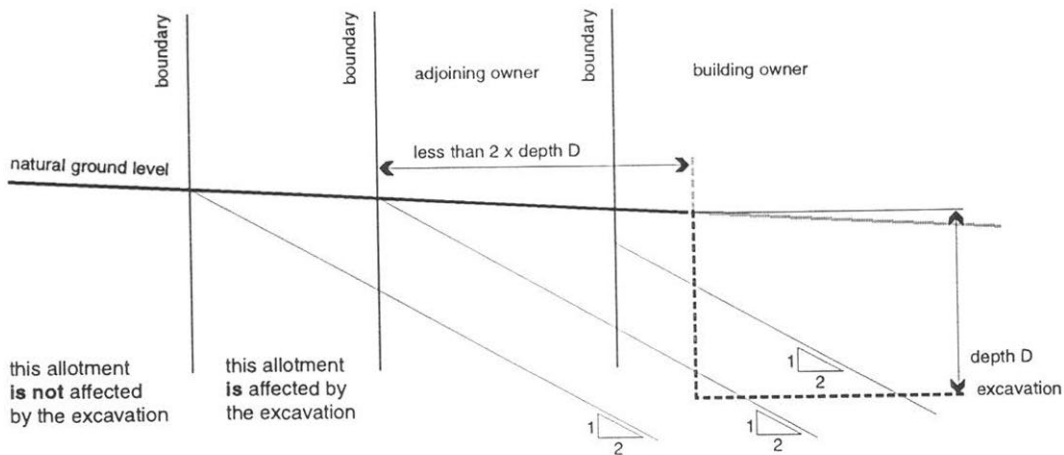 boundary
boundary
boundary
adjoining owner
building owner
less than 2 x depth D
natural ground level
this allotment
is not affected
by the excavation
this allotment
is affected by
the excavation
depth D
excavation
1
2
1
2
1
2